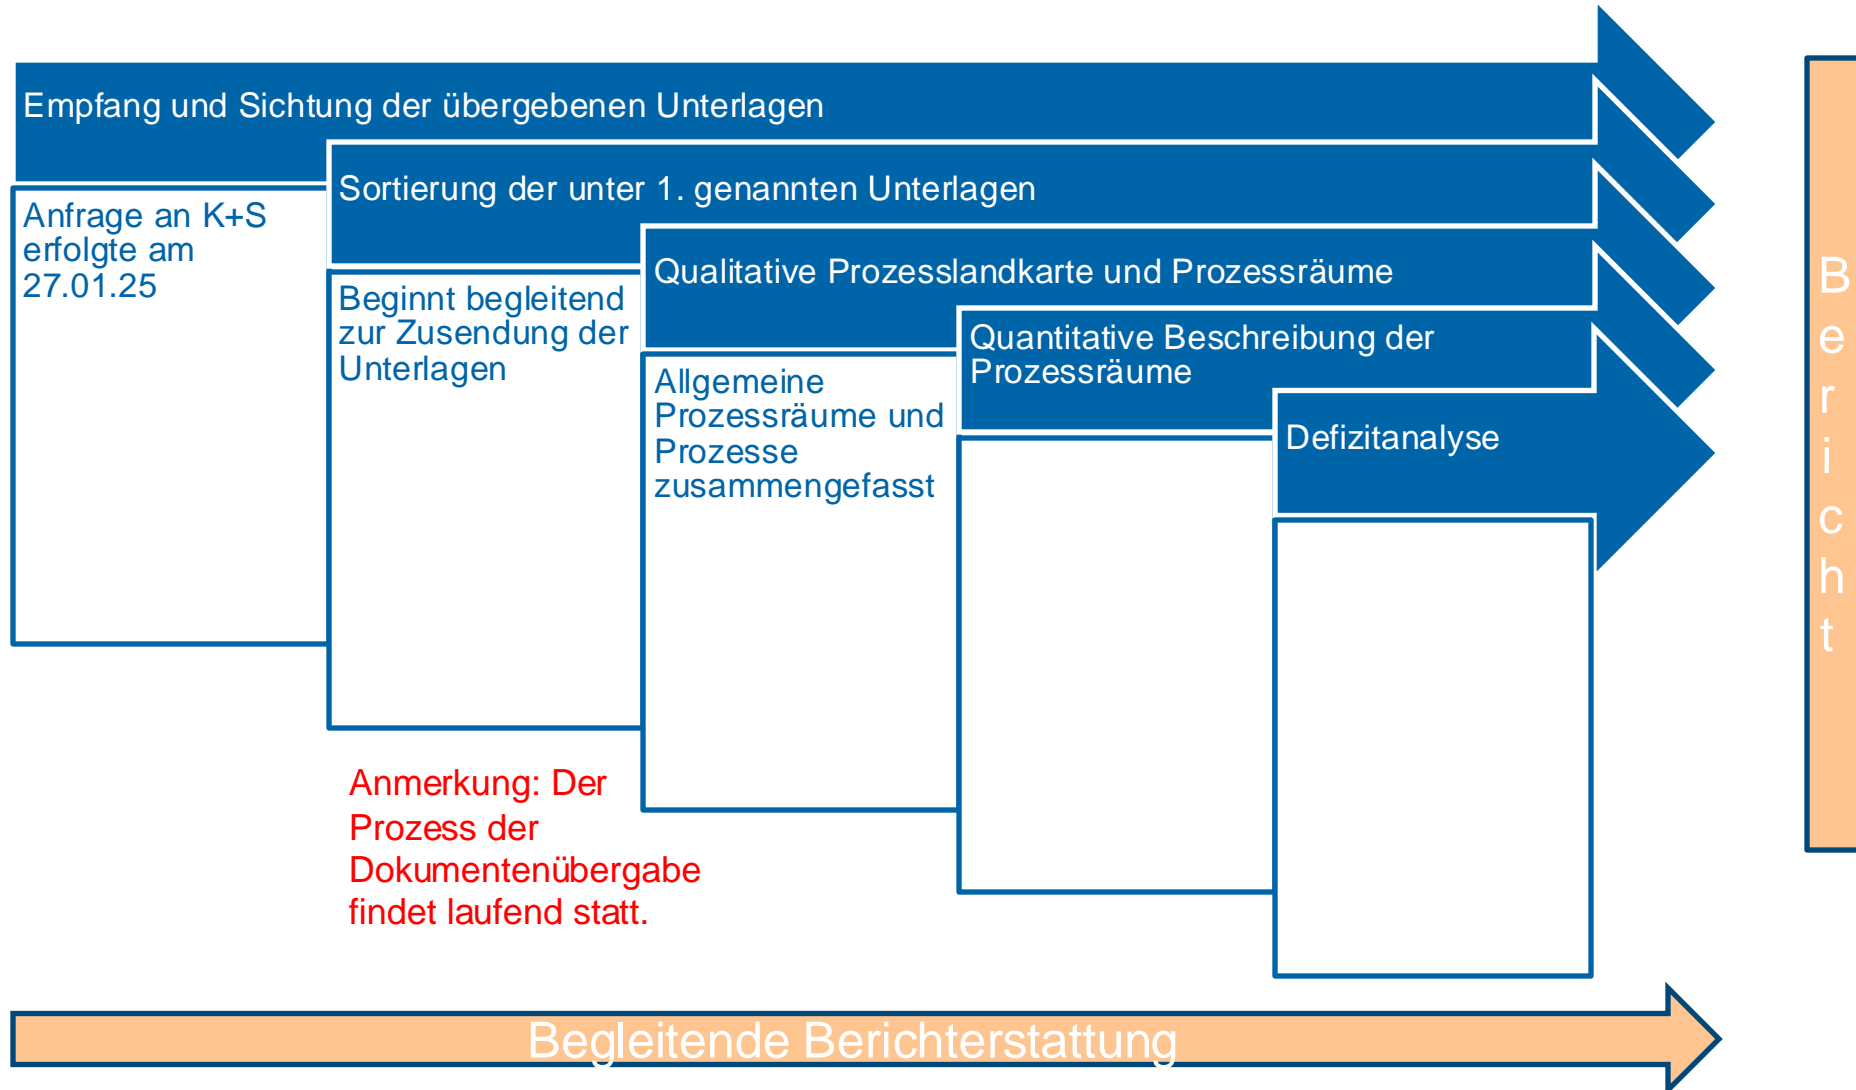 Empfang und Sichtung der übergebenen Unterlagen
Anfrage an K+S
erfolgte am
27.01.25
Sortierung der unter 1. genannten Unterlagen
Beginnt begleitend
zur Zusendung der
Unterlagen
Qualitative Prozesslandkarte und Prozessräume
Allgemeine
Prozessräume und
Prozesse
zusammengefasst
Quantitative Beschreibung der
Prozessräume
Defizitanalyse
Anmerkung: Der
Prozess der
Dokumentenübergabe
findet laufend statt.
Begleitende Berichterstattung
B
e
r
i
c
h
t